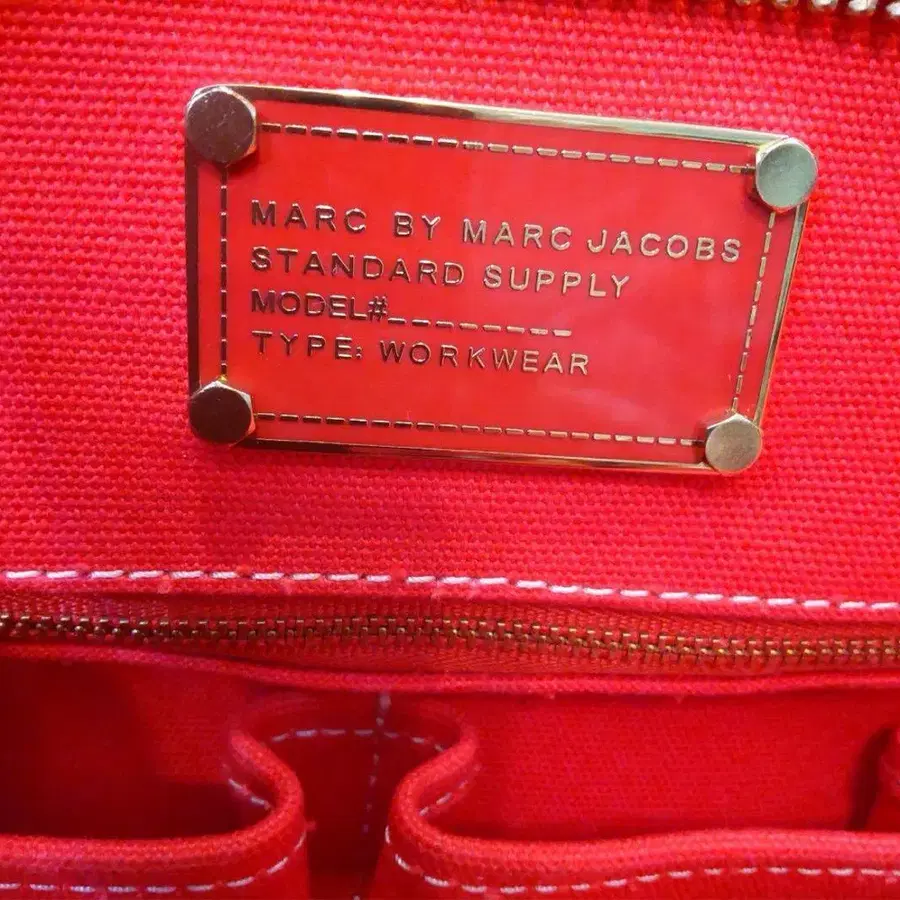 MARC BY MARC JACOBS
STANDARD SUPPLY
MODEL#_________
TYPE: WORKWEAR